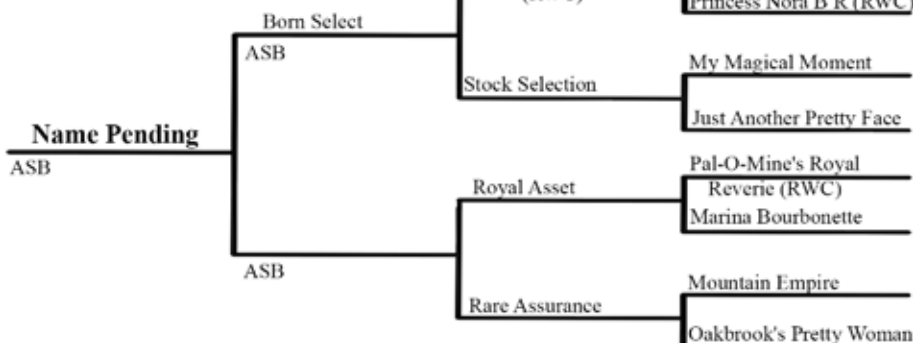 Princess Nora B R (RWC)
Born Select
ASB
My Magical Moment
Stock Selection
Just Another Pretty Face
Name Pending
ASB
Pal-O-Mine's Royal
Reverie (RWC)
Royal Asset
Marina Bourbonette
ASB
Mountain Empire
Rare Assurance
Oakbrook's Pretty Woman